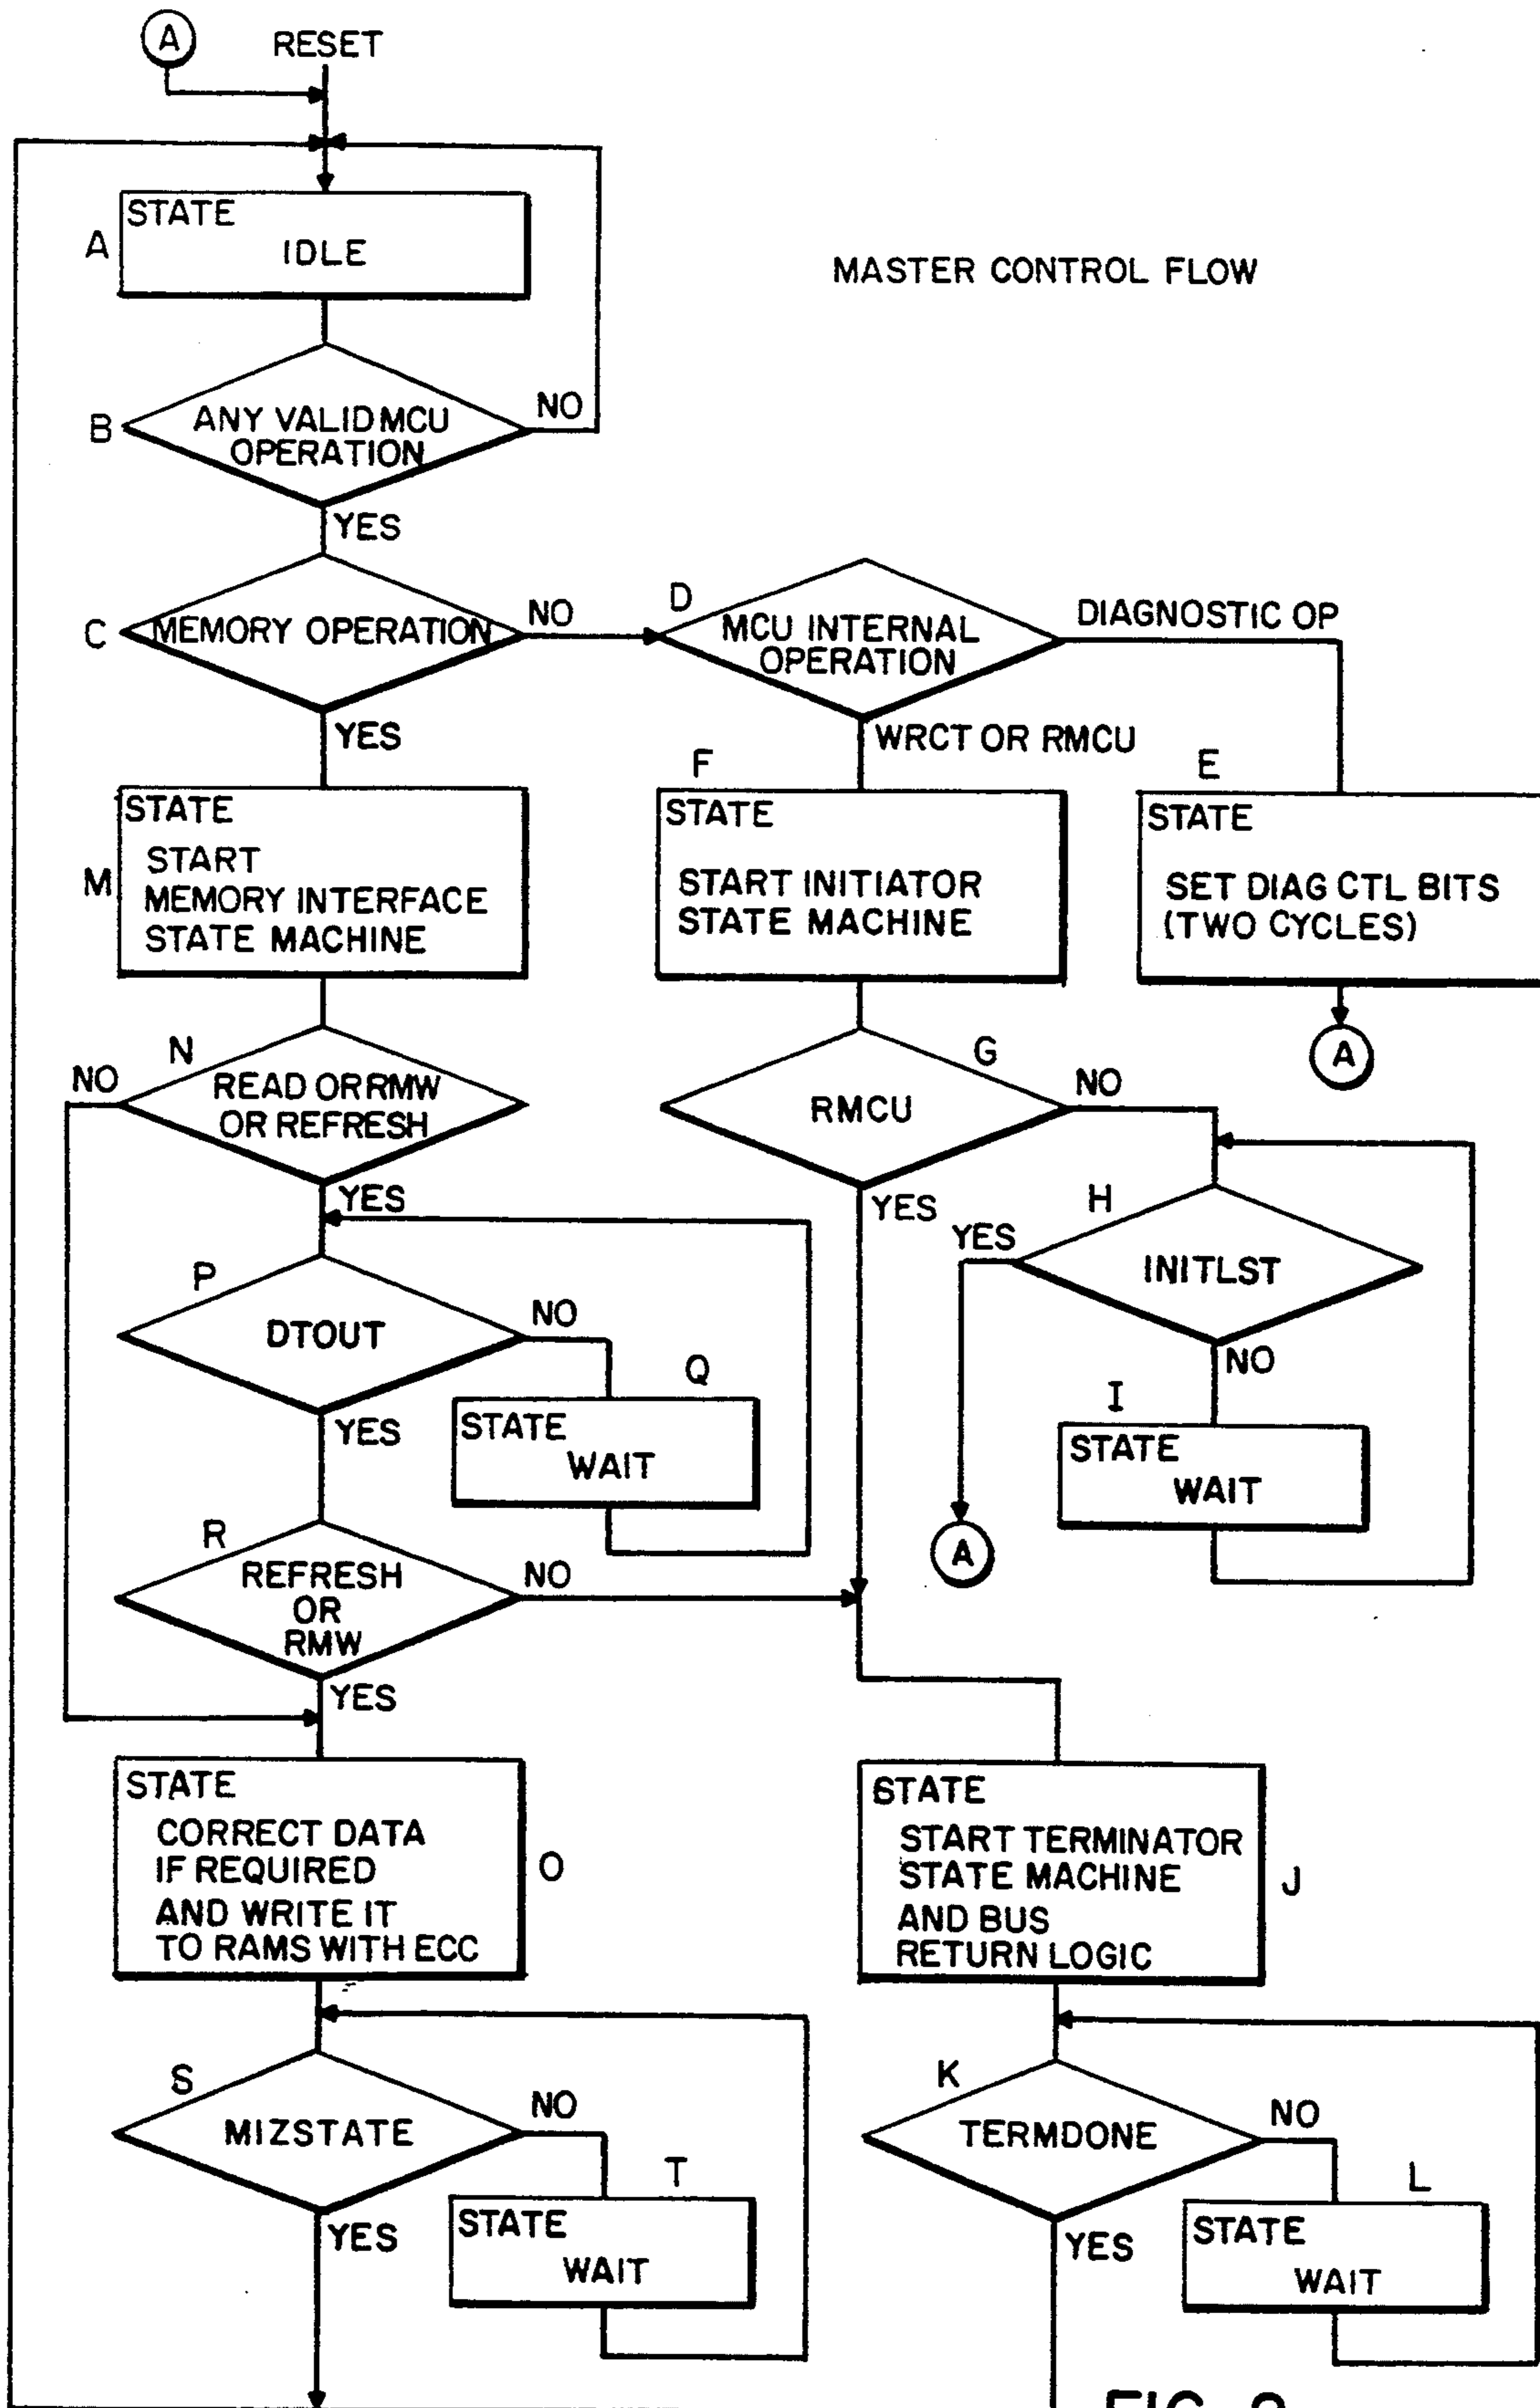 A
RESET
STATE
A
IDLE
MASTER CONTROL FLOW
B
ANY VALID MCU
OPERATION
NO
YES
C
MEMORY OPERATION
NO
D
MCU INTERNAL
OPERATION
DIAGNOSTIC OP
YES
WRCT OR RMCU
M
STATE
START
MEMORY INTERFACE
STATE MACHINE
F
STATE
START INITIATOR
STATE MACHINE
E
STATE
SET DIAG CTL BITS
(TWO CYCLES)
A
N
NO
READ OR RMW
OR REFRESH
YES
G
RMCU
NO
YES
H
YES
INITLST
NO
I
STATE
WAIT
A
P
DTOUT
NO
YES
Q
STATE
WAIT
R
REFRESH
OR
RMW
NO
YES
STATE
CORRECT DATA
IF REQUIRED
AND WRITE IT
TO RAMS WITH ECC
O
STATE
START TERMINATOR
STATE MACHINE
AND BUS
RETURN LOGIC
J
S
MIZSTATE
NO
YES
T
STATE
WAIT
K
TERMDONE
NO
YES
L
STATE
WAIT